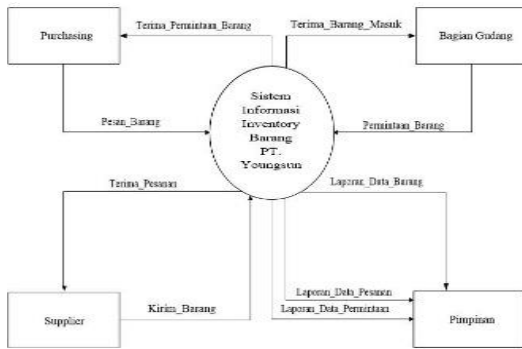 Purchasing
Terima_Permintaan_Barang
Terima_Barang_Masuk
Bagian Gudang
Pesan_Barang
Sistem
Informasi
Inventory
Barang
PT.
Youngsun
Permintaan_Barang
Terima_Pesanan
Laporan_Data_Barang
Supplier
Kirim_Barang
Laporan_Data_Pesanan
Laporan_Data_Permintaan
Pimpinan